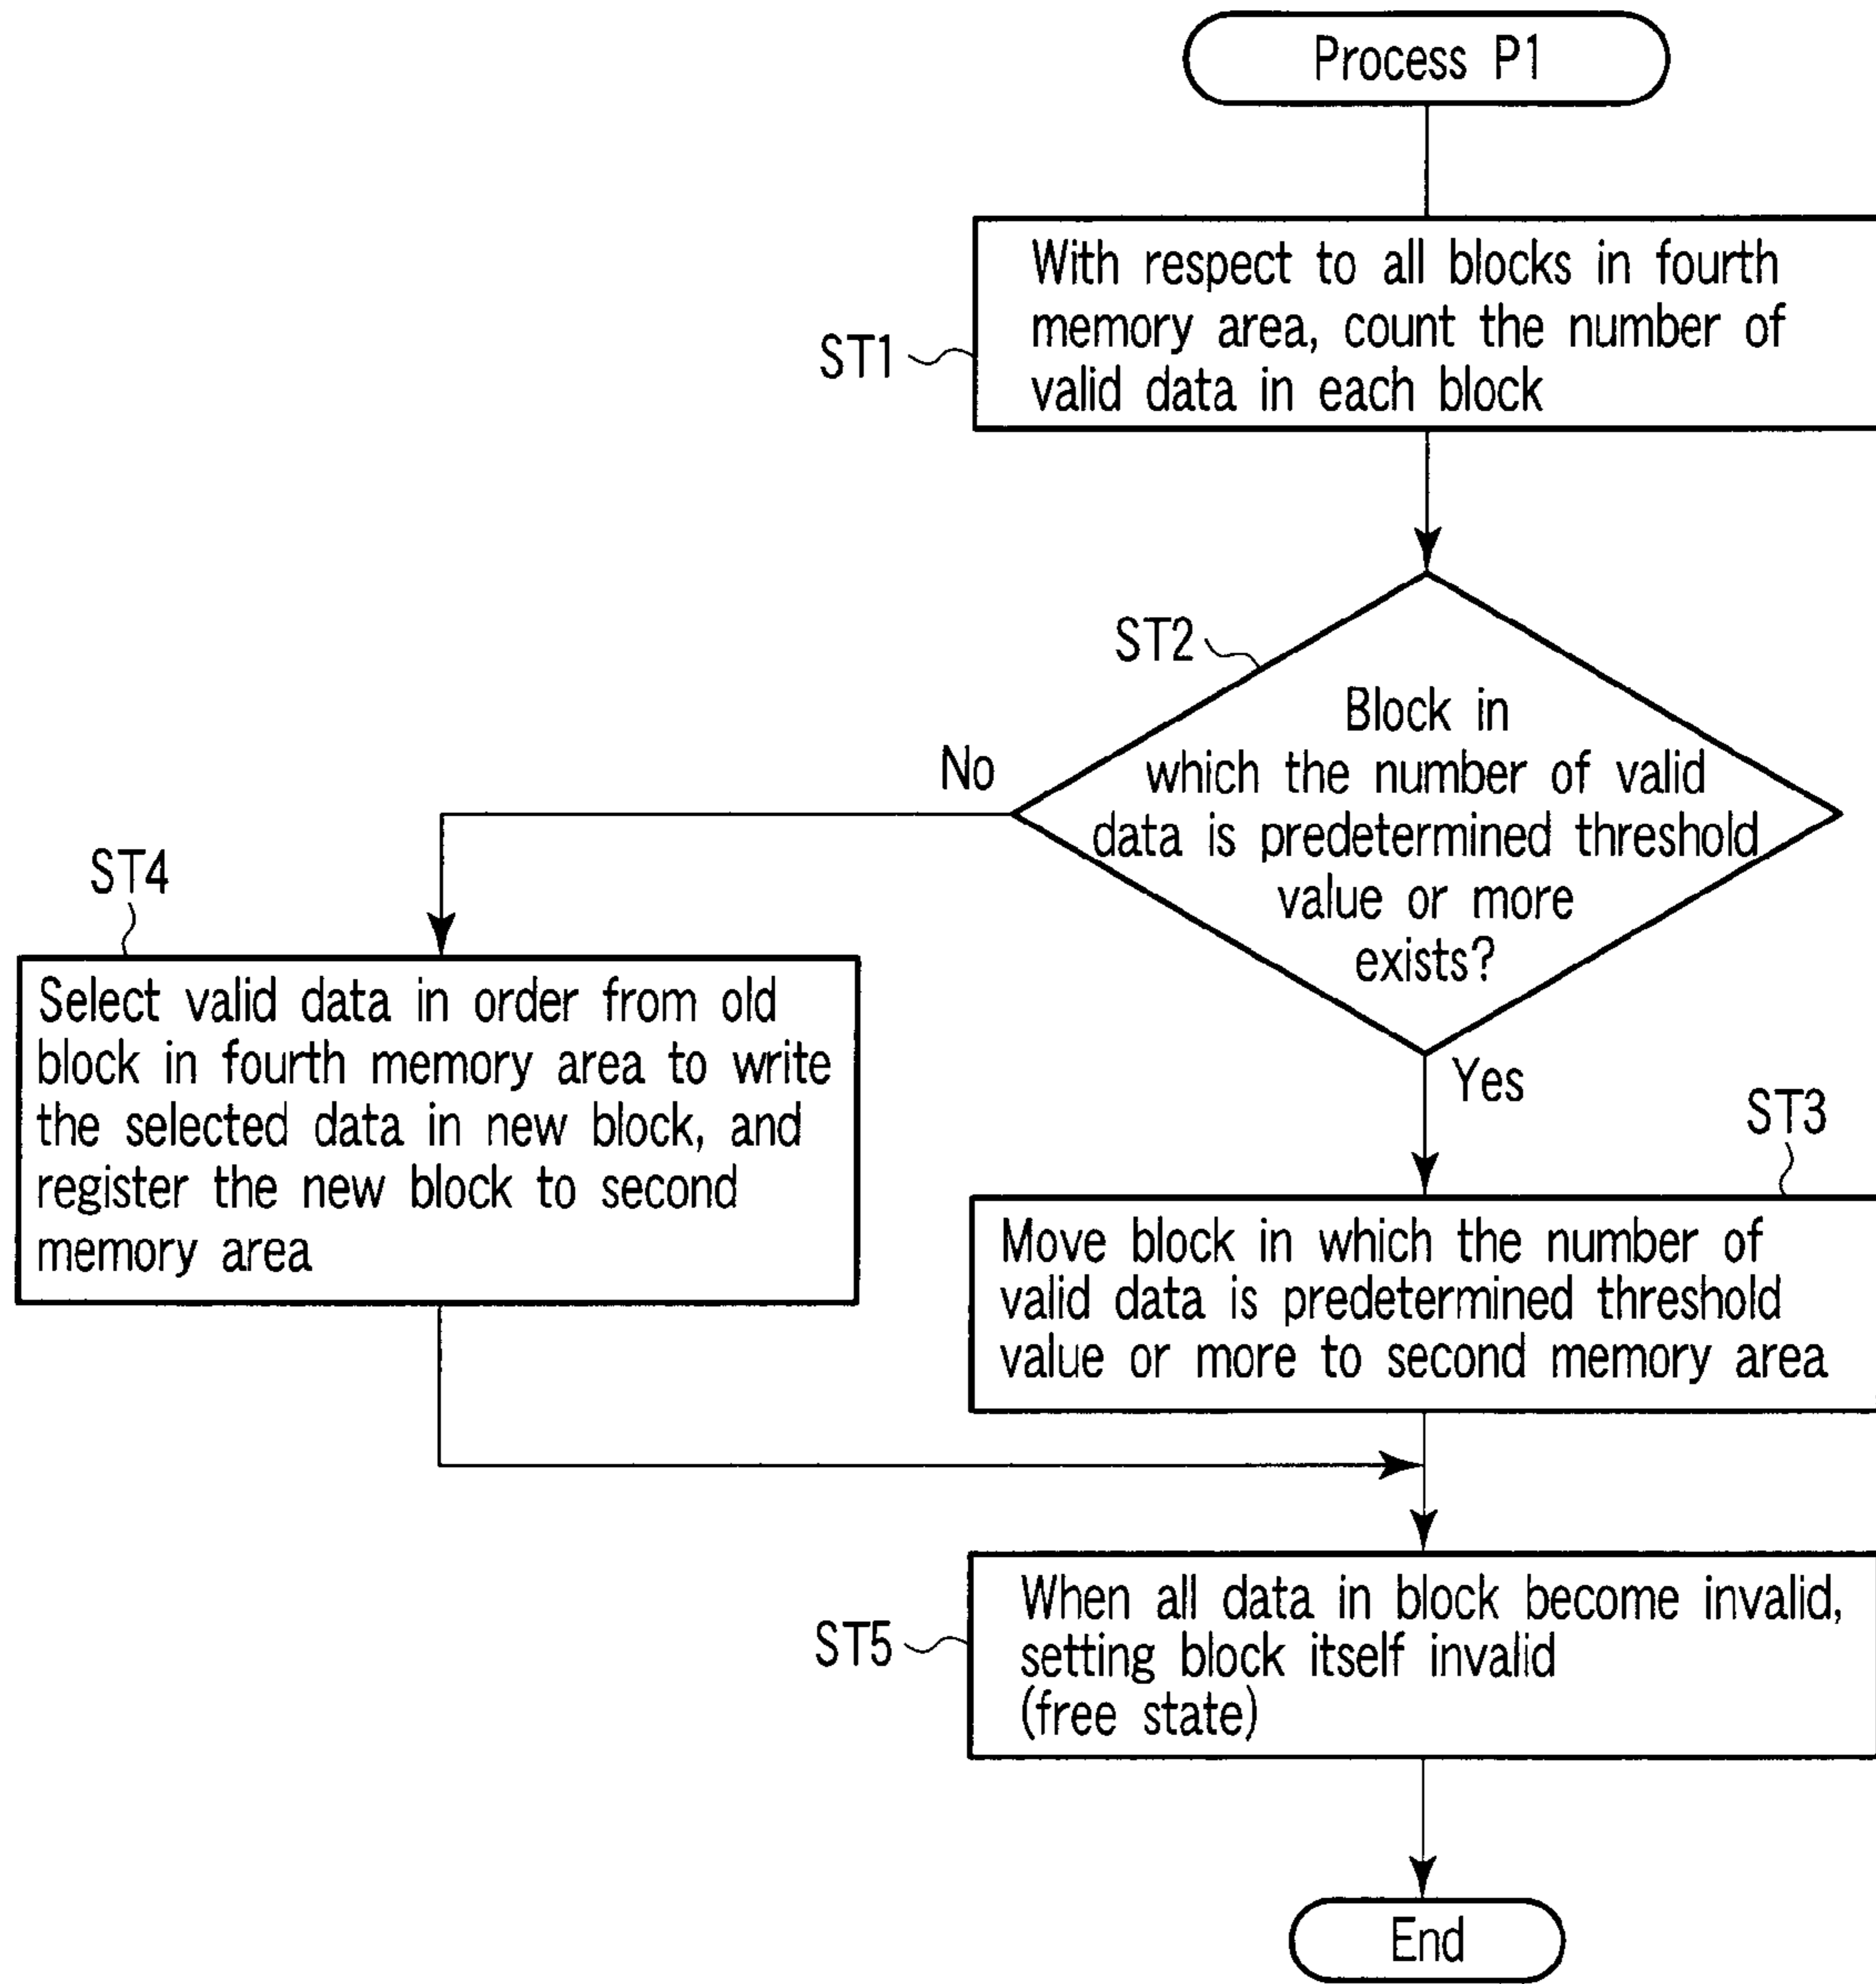 Process P1
With respect to all blocks in fourth
memory area, count the number of
valid data in each block
ST1
ST2
Block in
which the number of valid
data is predetermined threshold
value or more
exists?
No
Yes
ST4
Select valid data in order from old
block in fourth memory area to write
the selected data in new block, and
register the new block to second
memory area
ST3
Move block in which the number of
valid data is predetermined threshold
value or more to second memory area
When all data in block become invalid,
setting block itself invalid
(free state)
ST5
End